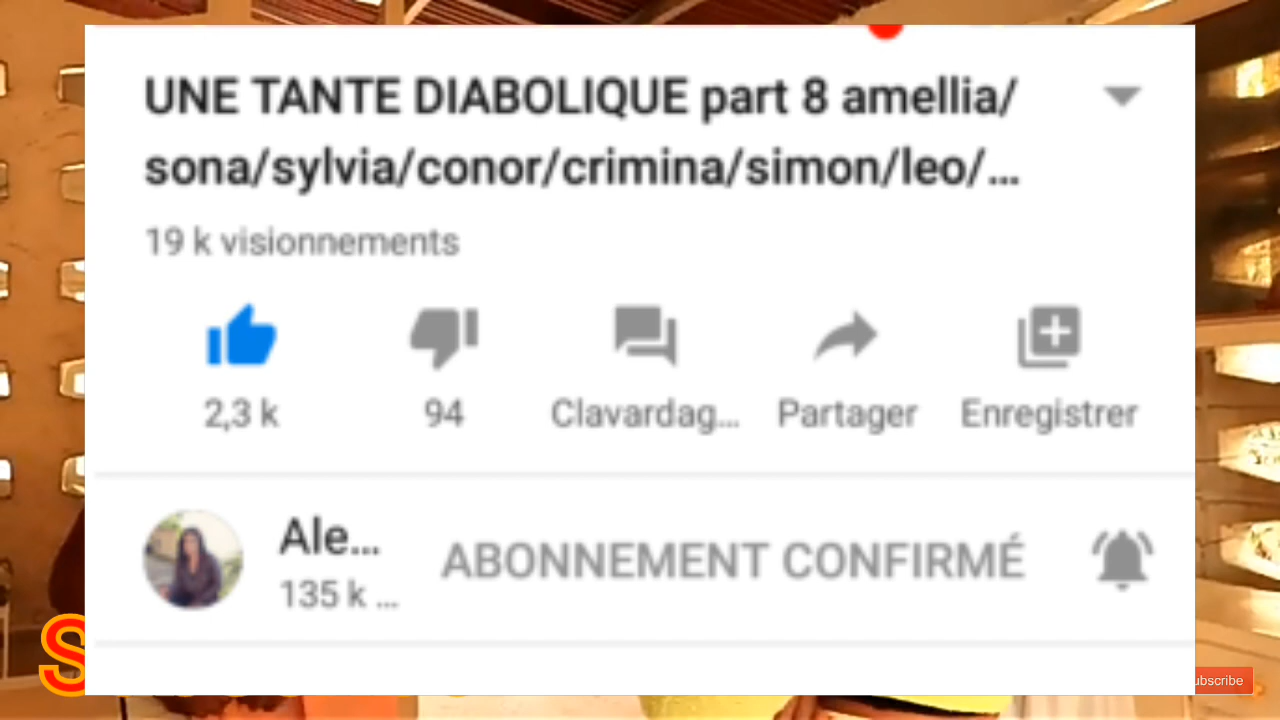 UNE TANTE DIABOLIQUE part 8 amellia/
sona/sylvia/conor/crimina/simon/leo/...
19 k visionnements
2,3 k 94 Clavardag... Partager Enregistrer
Ale... ABONNEMENT CONFIRMÉ
135 k ...
S
ubscribe